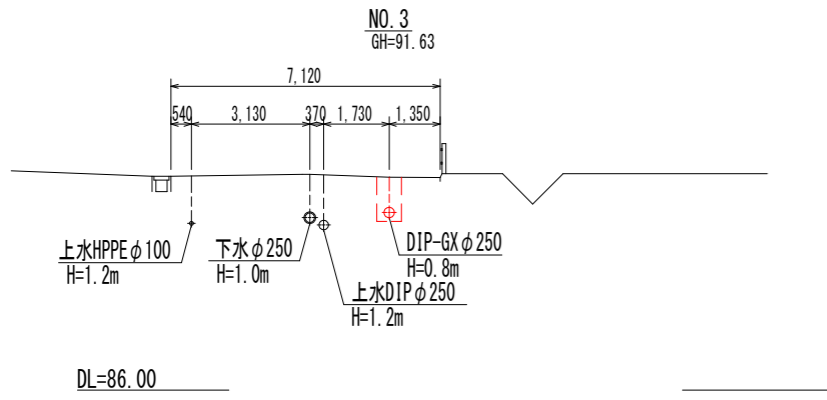 NO.3
GH=91.63
7,120
540 3,130 370 1,730 1,350
上水HPPEφ100
H=1.2m
下水φ250
H=1.0m
DIP-GXφ250
H=0.8m
上水DIPφ250
H=1.2m
DL=86.00